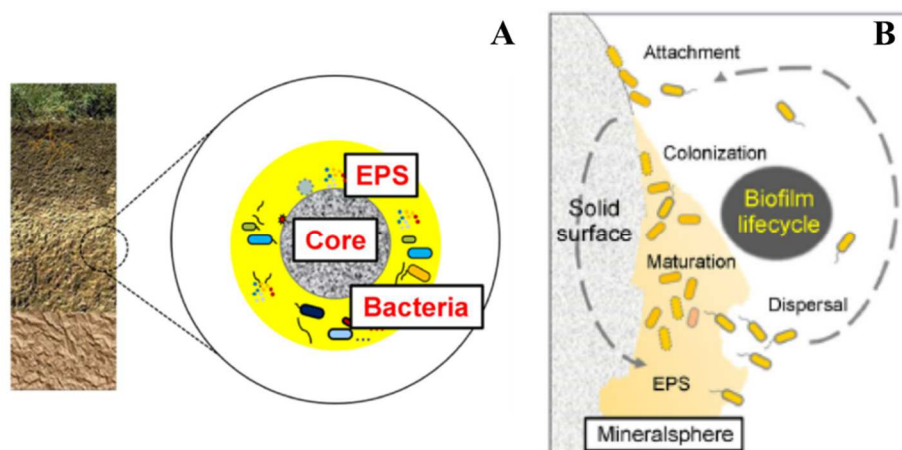 A
EPS
Core
Bacteria
B
Attachment
Colonization
Solid
surface
Biofilm
lifecycle
Maturation
Dispersal
EPS
Mineralsphere